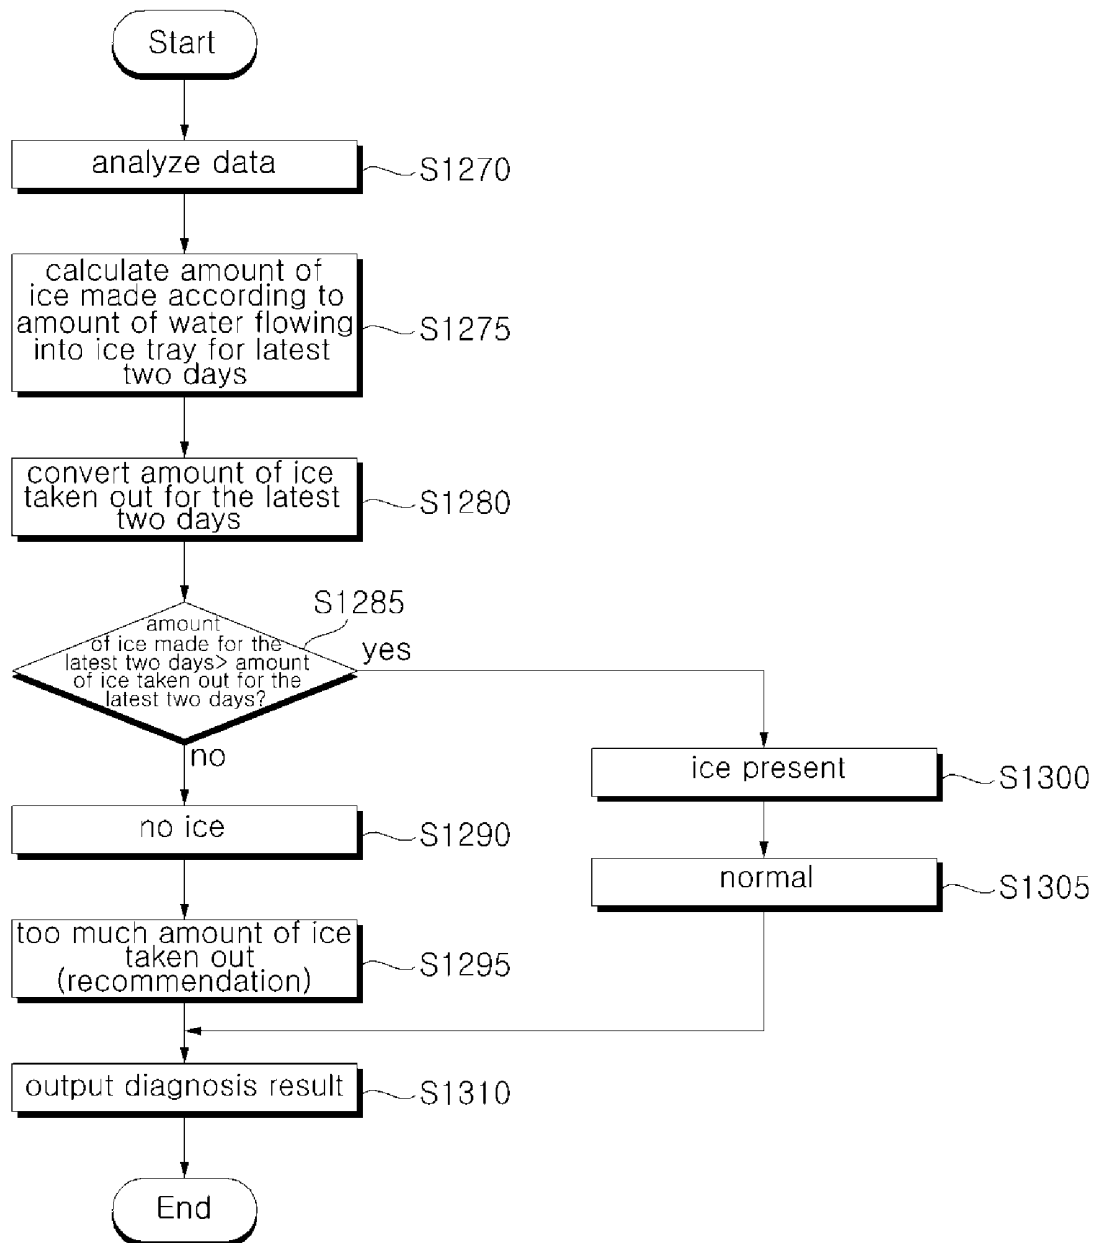 Start
analyze data
S1270
calculate amount of
ice made according to
amount of water flowing
into ice tray for latest
two days
S1275
convert amount of ice
taken out for the latest
two days
S1280
S1285
amount
of ice made for the
latest two days> amount
of ice taken out for the
latest two days?
yes
no
ice present
S1300
no ice
S1290
normal
S1305
too much amount of ice
taken out
(recommendation)
S1295
output diagnosis result
S1310
End